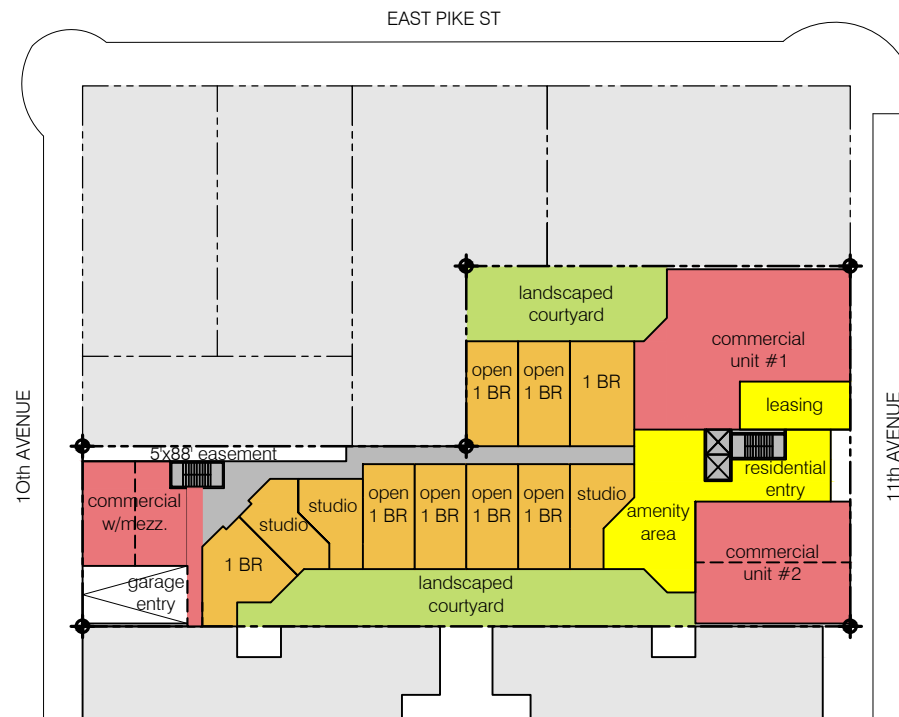 EAST PIKE ST
landscaped
courtyard
commercial
unit #1
open
1 BR
open
1 BR
1 BR
leasing
10th AVENUE
11th AVENUE
5'x88' easement
residential
entry
commercial
w/mezz.
studio
studio
open
1 BR
open
1 BR
open
1 BR
open
1 BR
studio
amenity
area
1 BR
garage
entry
landscaped
courtyard
commercial
unit #2